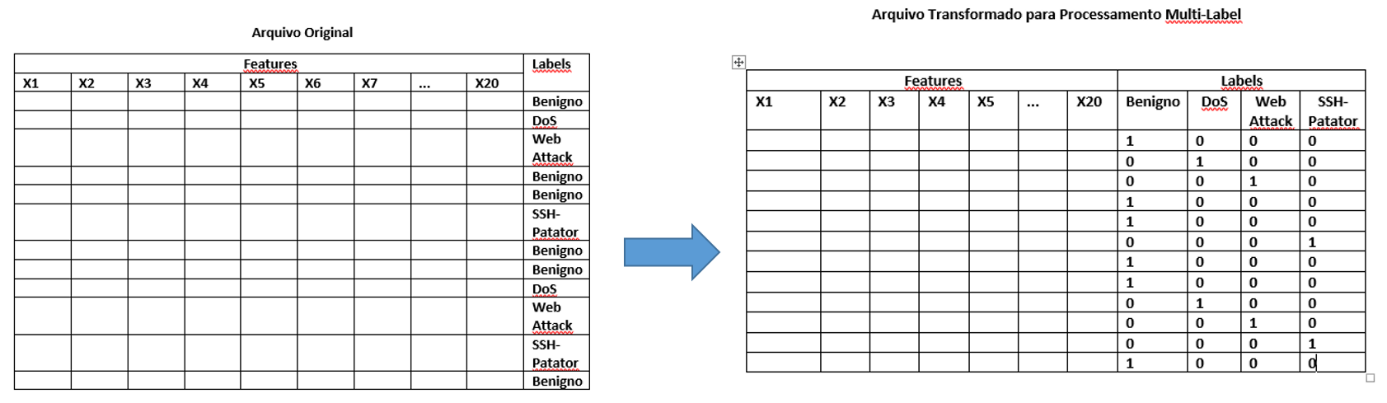 Arquivo Original
Features Labels
X1 X2 X3 X4 X5 X6 X7 ... X20
Benigno
DoS
Web
Attack
Benigno
Benigno
SSH-
Patator
Benigno
Benigno
DoS
Web
Attack
SSH-
Patator
Benigno
Arquivo Transformado para Processamento Multi-Label
Features Labels
X1 X2 X3 X4 X5 ... X20 Benigno DoS Web SSH-
Attack Patator
1 0 0 0
0 1 0 0
0 0 1 0
1 0 0 0
1 0 0 0
0 0 0 1
1 0 0 0
1 0 0 0
0 1 0 0
0 0 1 0
0 0 0 1
1 0 0 0